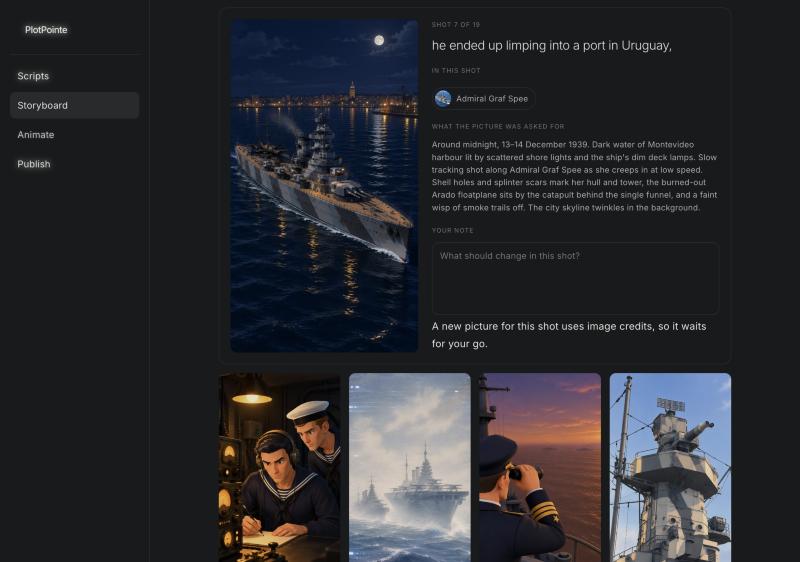 PlotPointe
Scripts
Storyboard
Animate
Publish
SHOT 7 OF 19
he ended up limping into a port in Uruguay,
IN THIS SHOT
Admiral Graf Spee
WHAT THE PICTURE WAS ASKED FOR
Around midnight, 13–14 December 1939. Dark water of Montevideo
harbour lit by scattered shore lights and the ship's dim deck lamps. Slow
tracking shot along Admiral Graf Spee as she creeps in at low speed.
Shell holes and splinter scars mark her hull and tower, the burned-out
Arado floatplane sits by the catapult behind the single funnel, and a faint
wisp of smoke trails off. The city skyline twinkles in the background.
YOUR NOTE
What should change in this shot?
A new picture for this shot uses image credits, so it waits
for your go.